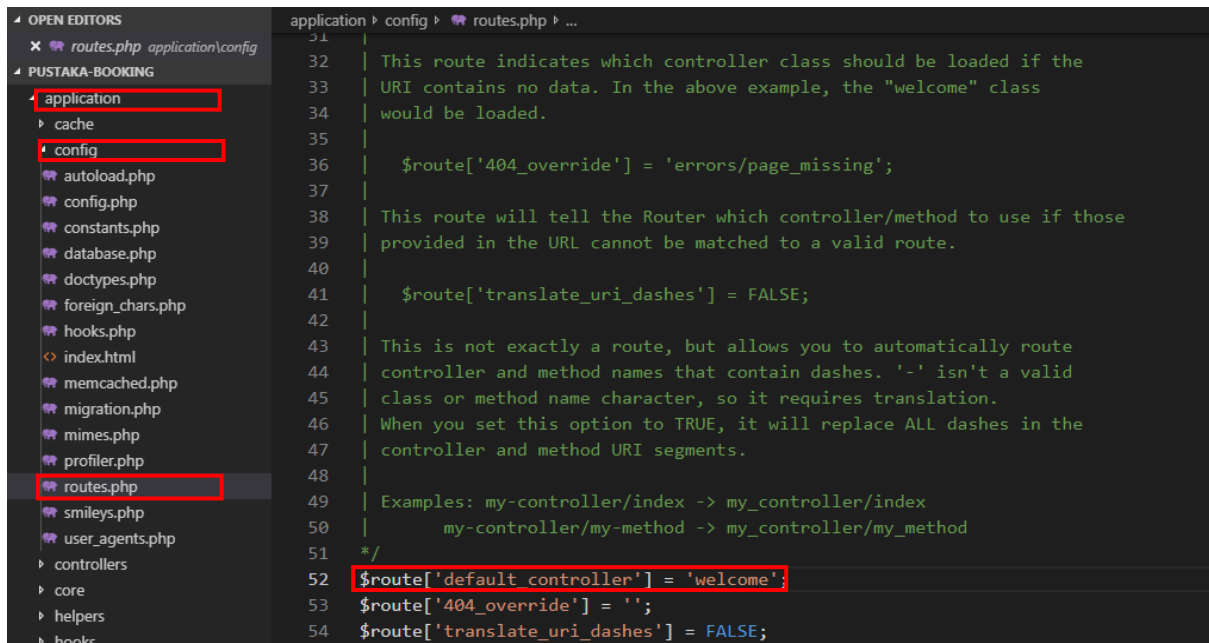 OPEN EDITORS
routes.php application\config
PUSTAKA-BOOKING
application
cache
config
autoload.php
config.php
constants.php
database.php
doctypes.php
foreign_chars.php
hooks.php
index.html
memcached.php
migration.php
mimes.php
profiler.php
routes.php
smileys.php
user_agents.php
controllers
core
helpers
hooks
application config routes.php ...
31 |
32 | This route indicates which controller class should be loaded if the
33 | URI contains no data. In the above example, the "welcome" class
34 | would be loaded.
35 |
36 | $route['404_override'] = 'errors/page_missing';
37 |
38 | This route will tell the Router which controller/method to use if those
39 | provided in the URL cannot be matched to a valid route.
40 |
41 | $route['translate_uri_dashes'] = FALSE;
42 |
43 | This is not exactly a route, but allows you to automatically route
44 | controller and method names that contain dashes. '-' isn't a valid
45 | class or method name character, so it requires translation.
46 | When you set this option to TRUE, it will replace ALL dashes in the
47 | controller and method URI segments.
48 |
49 | Examples: my-controller/index -> my_controller/index
50 | my-controller/my-method -> my_controller/my_method
51 */
52 $route['default_controller'] = 'welcome';
53 $route['404_override'] = '';
54 $route['translate_uri_dashes'] = FALSE;